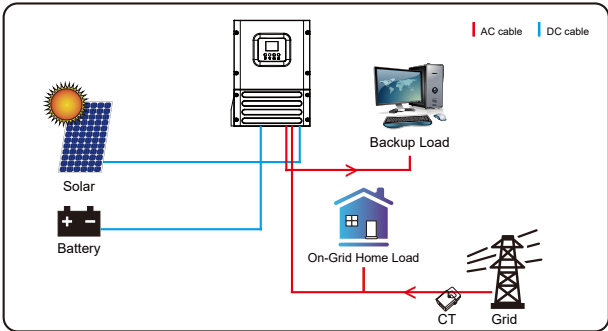 AC cable
DC cable
Backup Load
Solar
Battery
On-Grid Home Load
CT
Grid